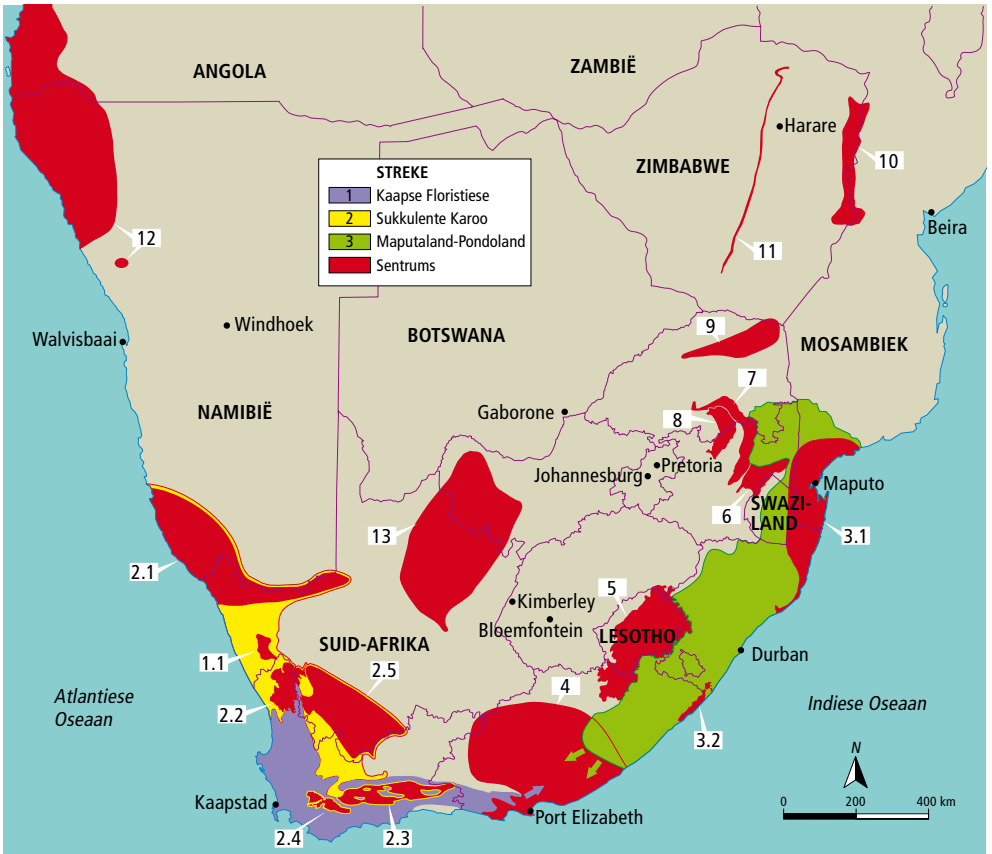 ANGOLA
ZAMBIË
Harare
ZIMBABWE
10
STREKE
1 Kaapse Floristiese
2 Sukkulente Karoo
3 Maputaland-Pondoland
Sentrums
12
11
Beira
Walvisbaai
Windhoek
BOTSWANA
9
MOSAMBIEK
NAMIBIË
Gaborone
7
8
Pretoria
Johannesburg
Maputo
6
SWAZI-
LAND
13
3.1
2.1
5
Kimberley
Bloemfontein
LESOTHO
SUID-AFRIKA
1.1
2.5
Durban
4
2.2
Atlantiese
Oseaan
Indiese Oseaan
3.2
N
Kaapstad
Port Elizabeth
0 200 400 km
2.4
2.3